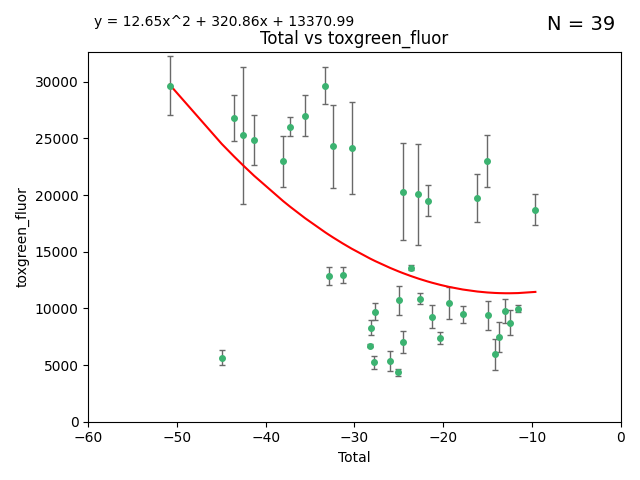 y = 12.65x^2 + 320.86x + 13370.99
N = 39
Total vs toxgreen_fluor
30000
25000
20000
15000
10000
5000
0
toxgreen_fluor
−60 −50 −40 −30 −20 −10 0
Total